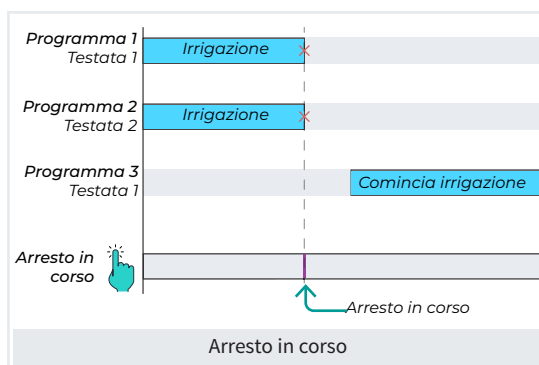 Programma 1
Testata 1
Irrigazione
Programma 2
Testata 2
Irrigazione
Programma 3
Testata 1
Comincia irrigazione
Arresto in
corso
Arresto in corso
Arresto in corso